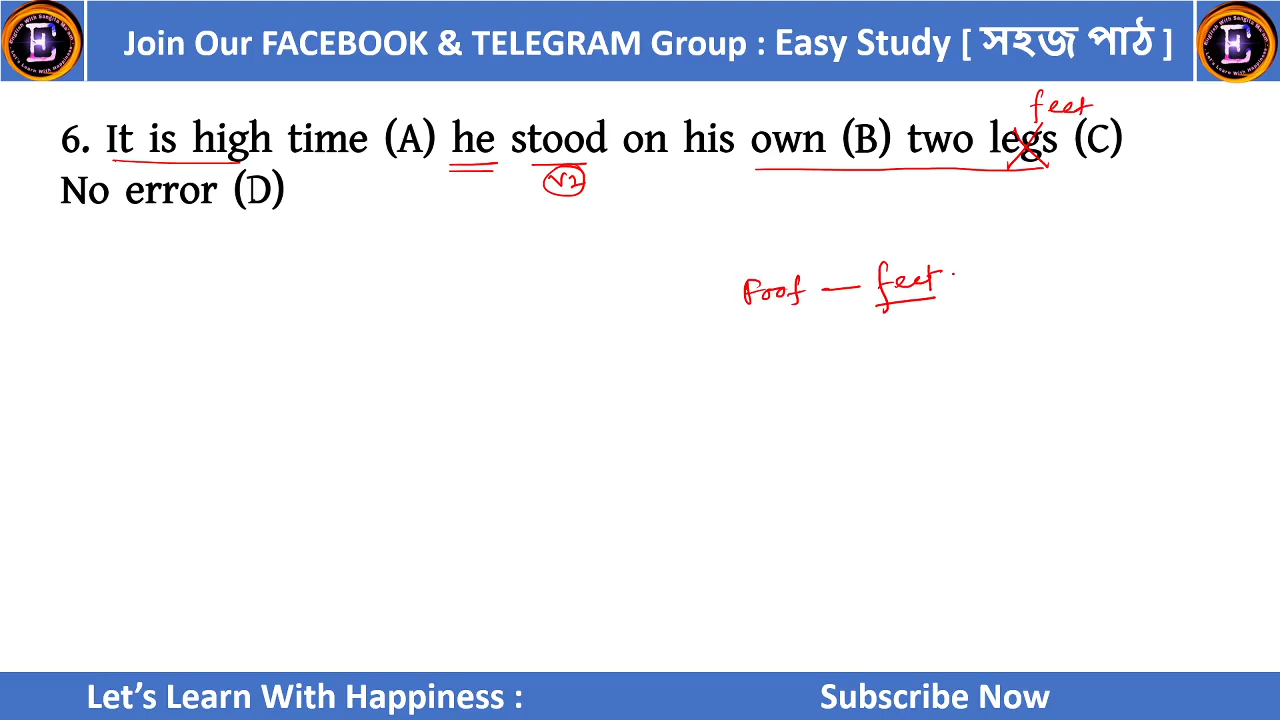 Join Our FACEBOOK & TELEGRAM Group : Easy Study [ সহজ পাঠ ]
feet
6. It is high time (A) he stood on his own (B) two legs (C)
V2
No error (D)
Foot — feet.
Let's Learn With Happiness :
Subscribe Now